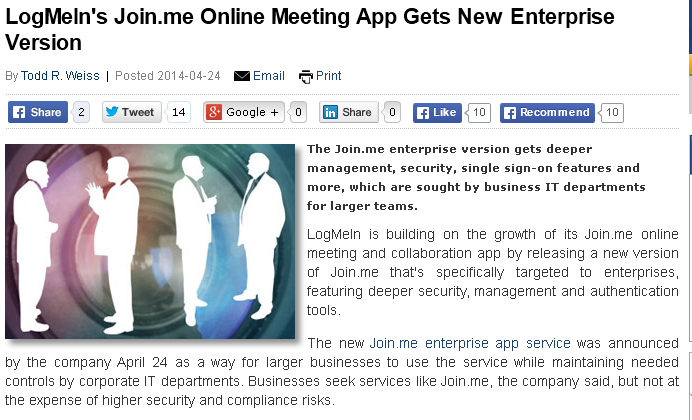 LogMeIn's Join.me Online Meeting App Gets New Enterprise
Version
By Todd R. Weiss | Posted 2014-04-24 Email Print
Share 2 Tweet 14 Google + 0 Share 0 Like 10 Recommend 10
The Join.me enterprise version gets deeper
management, security, single sign-on features and
more, which are sought by business IT departments
for larger teams.
LogMeIn is building on the growth of its Join.me online
meeting and collaboration app by releasing a new version
of Join.me that's specifically targeted to enterprises,
featuring deeper security, management and authentication
tools.
The new Join.me enterprise app service was announced
by the company April 24 as a way for larger businesses to use the service while maintaining needed
controls by corporate IT departments. Businesses seek services like Join.me, the company said, but not at
the expense of higher security and compliance risks.